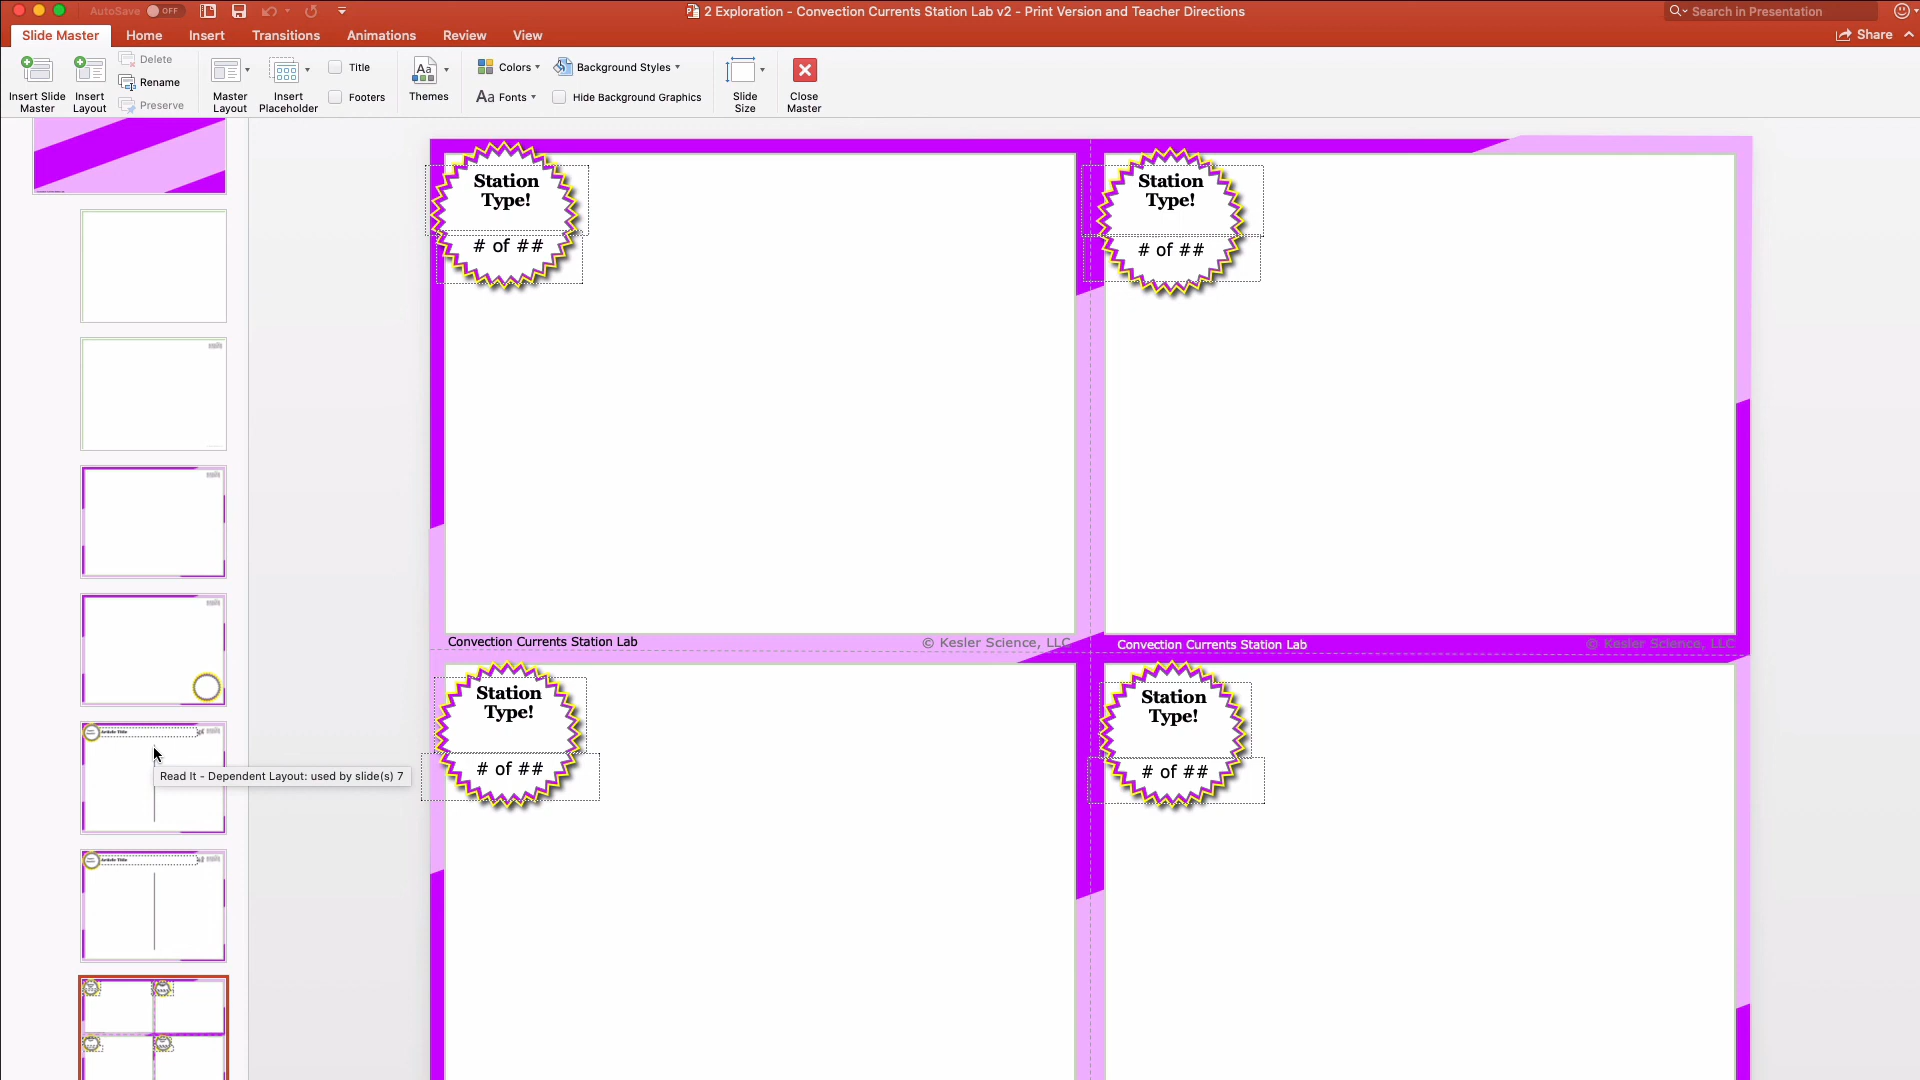 AutoSave OFF
2 Exploration - Convection Currents Station Lab v2 - Print Version and Teacher Directions
Search in Presentation
Slide Master Home Insert Transitions Animations Review View
Share
Insert Slide Master
Insert Layout
Delete
Rename
Preserve
Master Layout
Insert Placeholder
Title
Footers
Themes
Colors
Fonts
Background Styles
Hide Background Graphics
Slide Size
Close Master
Station
Type!
# of ##
Station
Type!
# of ##
Convection Currents Station Lab
© Kesler Science, LLC
Convection Currents Station Lab
© Kesler Science, LLC
Station
Type!
# of ##
Station
Type!
# of ##
Article Title
Read It - Dependent Layout: used by slide(s) 7
Article Title